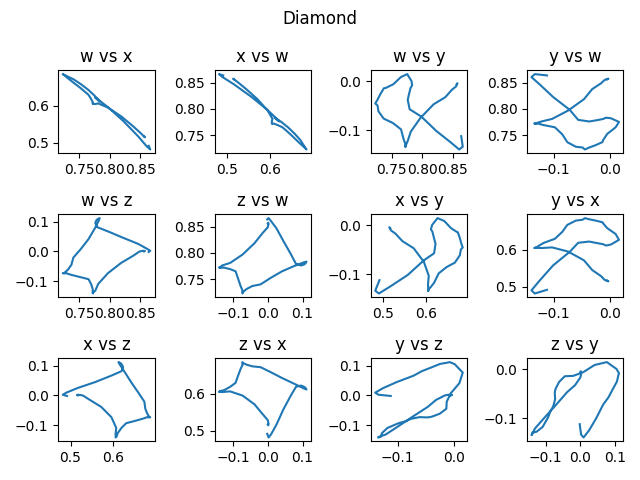 Diamond
w vs x
x vs w
w vs y
y vs w
0.6
0.5
0.75 0.80 0.85
0.85
0.80
0.75
0.5 0.6
0.0
−0.1
0.75 0.80 0.85
0.85
0.80
0.75
−0.1 0.0
w vs z
z vs w
x vs y
y vs x
0.1
0.0
−0.1
0.75 0.80 0.85
0.85
0.80
0.75
−0.1 0.0 0.1
0.0
−0.1
0.5 0.6
0.6
0.5
−0.1 0.0
x vs z
z vs x
y vs z
z vs y
0.1
0.0
−0.1
0.5 0.6
0.6
0.5
−0.1 0.0 0.1
0.1
0.0
−0.1
−0.1 0.0
0.0
−0.1
−0.1 0.0 0.1